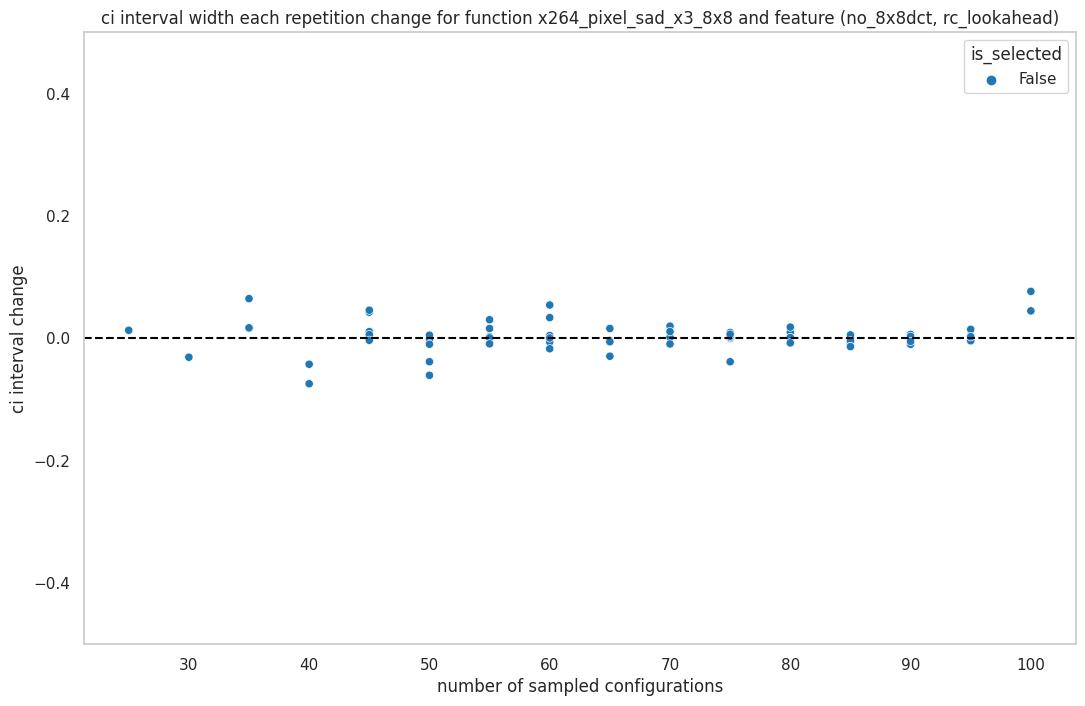 ci interval width each repetition change for function x264_pixel_sad_x3_8x8 and feature (no_8x8dct, rc_lookahead)
is_selected
False
ci interval change
0.4
0.2
0.0
−0.2
−0.4
30 40 50 60 70 80 90 100
number of sampled configurations